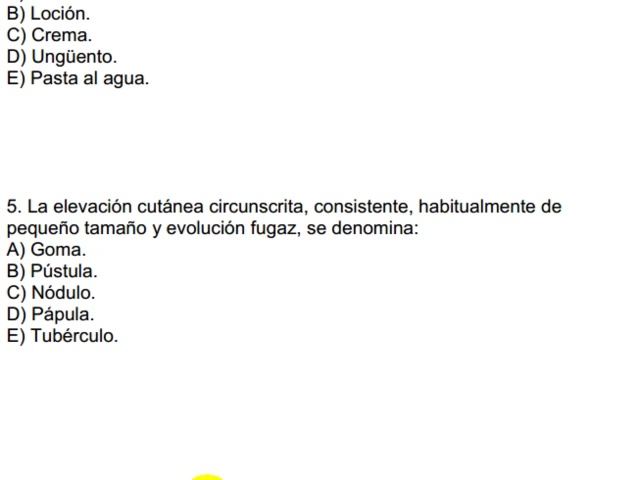 B) Loción.
C) Crema.
D) Ungüento.
E) Pasta al agua.
5. La elevación cutánea circunscrita, consistente, habitualmente de
pequeño tamaño y evolución fugaz, se denomina:
A) Goma.
B) Pústula.
C) Nódulo.
D) Pápula.
E) Tubérculo.